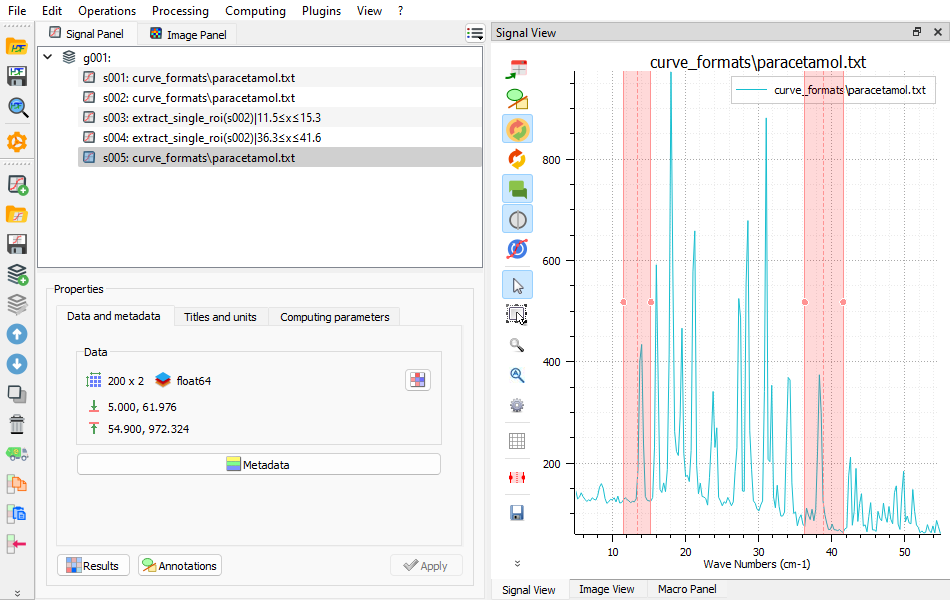 File Edit Operations Processing Computing Plugins View ?
Signal Panel Image Panel
g001:
s001: curve_formats\paracetamol.txt
s002: curve_formats\paracetamol.txt
s003: extract_single_roi(s002)|11.5≤x≤15.3
s004: extract_single_roi(s002)|36.3≤x≤41.6
s005: curve_formats\paracetamol.txt
Properties
Data and metadata Titles and units Computing parameters
Data
200 x 2 float64
5.000, 61.976
54.900, 972.324
Metadata
Results Annotations Apply
Signal View
curve_formats\paracetamol.txt
curve_formats\paracetamol.txt
800
600
400
200
10 20 30 40 50
Wave Numbers (cm-1)
Signal View Image View Macro Panel